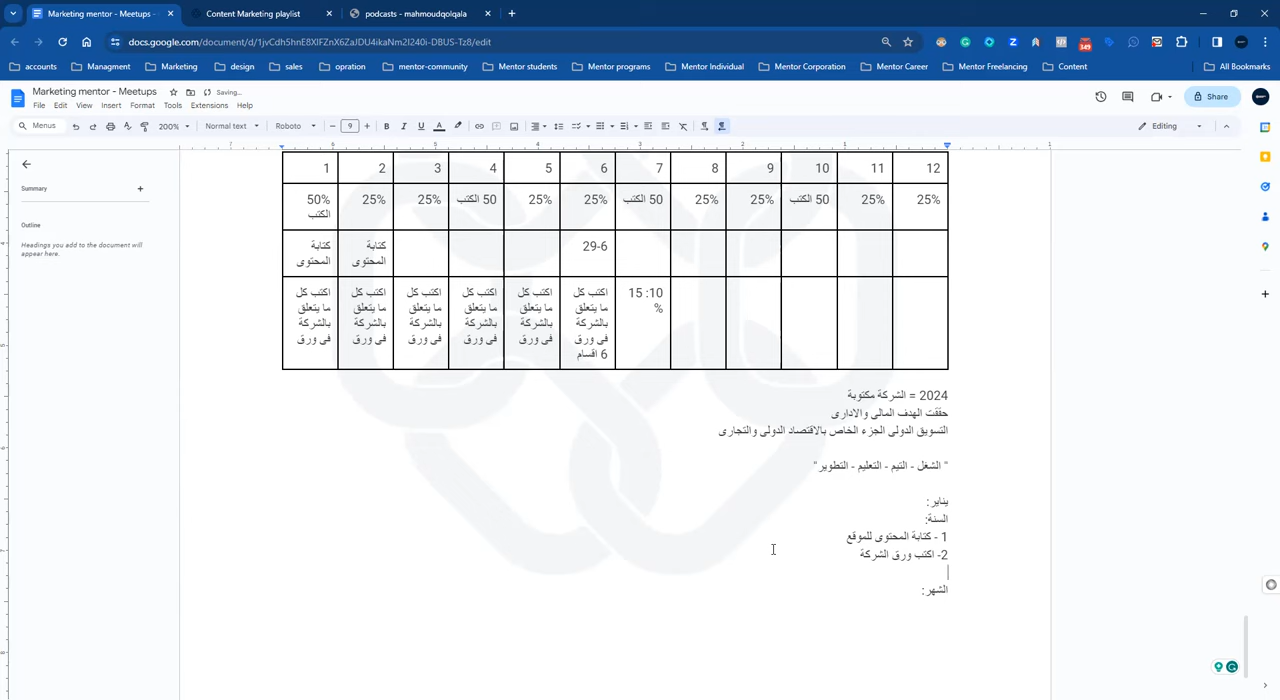 Marketing mentor - Meetups -
Content Marketing playlist
podcasts - mahmoudqolqala
docs.google.com/document/d/1jvCdh5hnE8XlFZnX6ZaJDU4ikaNm2I240i-DBUS-Tz8/edit
349
accounts Managment Marketing design sales opration mentor-community Mentor students Mentor programs Mentor Individual Mentor Corporation Mentor Career Mentor Freelancing Content All Bookmarks
Marketing mentor - Meetups Saving...
File Edit View Insert Format Tools Extensions Help
Share
Menus 200% Normal text Roboto 9 Editing
Summary
Outline
Headings you add to the document will
appear here.
1 2 3 4 5 6 7 8 9 10 11 12
50% 25% 25% 50 الكتب 25% 25% 50 الكتب 25% 25% 50 الكتب 25% 25%
الكتب
كتابة كتابة 29-6
المحتوى المحتوى
اكتب كل اكتب كل اكتب كل اكتب كل اكتب كل اكتب كل 15 :10
ما يتعلق ما يتعلق ما يتعلق ما يتعلق ما يتعلق ما يتعلق %
بالشركة بالشركة بالشركة بالشركة بالشركة بالشركة
فى ورق فى ورق فى ورق فى ورق فى ورق فى ورق
6 اقسام
2024 = الشركة مكتوبة
حققت الهدف المالى والادارى
التسويق الدولى الجزء الخاص بالاقتصاد الدولى والتجارى
" الشغل - التيم - التعليم - التطوير"
يناير:
السنة:
1 - كتابة المحتوى للموقع
2- اكتب ورق الشركة
الشهر: